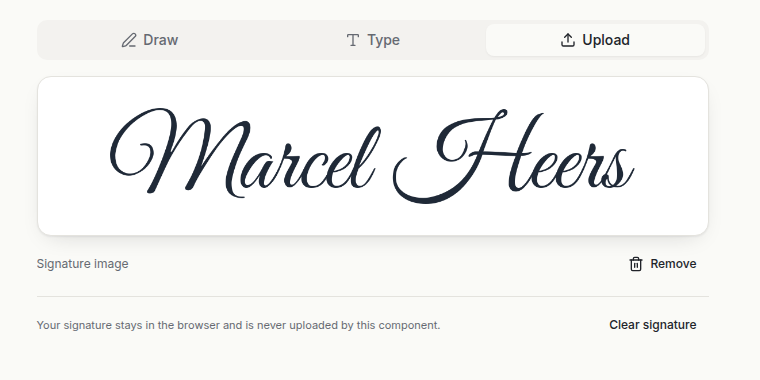 Draw Type Upload
Marcel Heers
Signature image Remove
Your signature stays in the browser and is never uploaded by this component. Clear signature